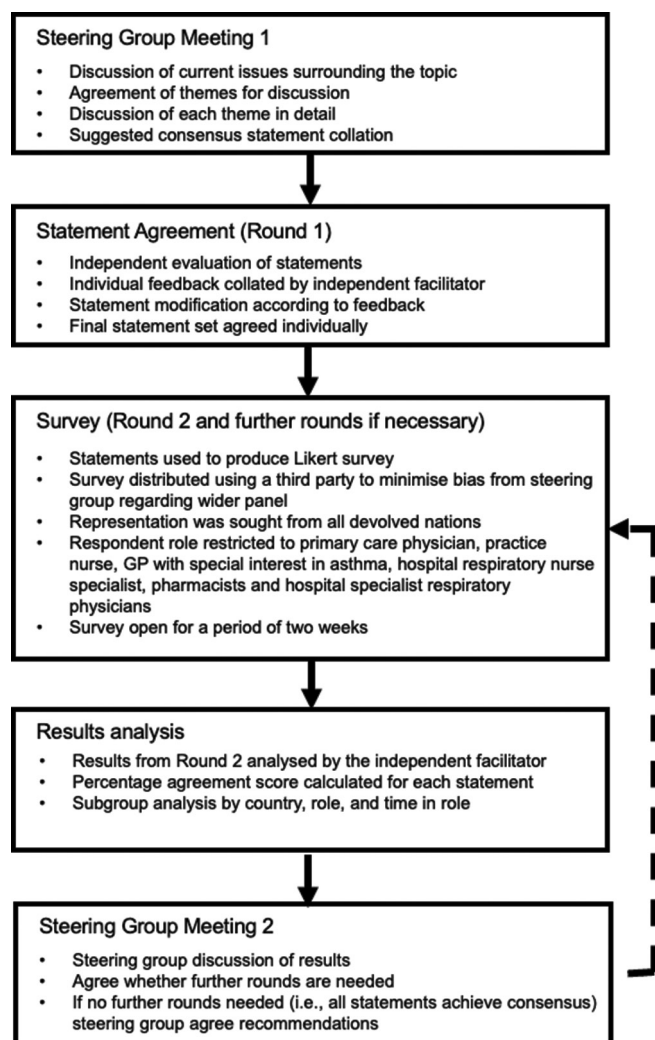 Steering Group Meeting 1
• Discussion of current issues surrounding the topic
• Agreement of themes for discussion
• Discussion of each theme in detail
• Suggested consensus statement collation
Statement Agreement (Round 1)
• Independent evaluation of statements
• Individual feedback collated by independent facilitator
• Statement modification according to feedback
• Final statement set agreed individually
Survey (Round 2 and further rounds if necessary)
• Statements used to produce Likert survey
• Survey distributed using a third party to minimise bias from steering
group regarding wider panel
• Representation was sought from all devolved nations
• Respondent role restricted to primary care physician, practice
nurse, GP with special interest in asthma, hospital respiratory nurse
specialist, pharmacists and hospital specialist respiratory
physicians
• Survey open for a period of two weeks
Results analysis
• Results from Round 2 analysed by the independent facilitator
• Percentage agreement score calculated for each statement
• Subgroup analysis by country, role, and time in role
Steering Group Meeting 2
• Steering group discussion of results
• Agree whether further rounds are needed
• If no further rounds needed (i.e., all statements achieve consensus)
steering group agree recommendations